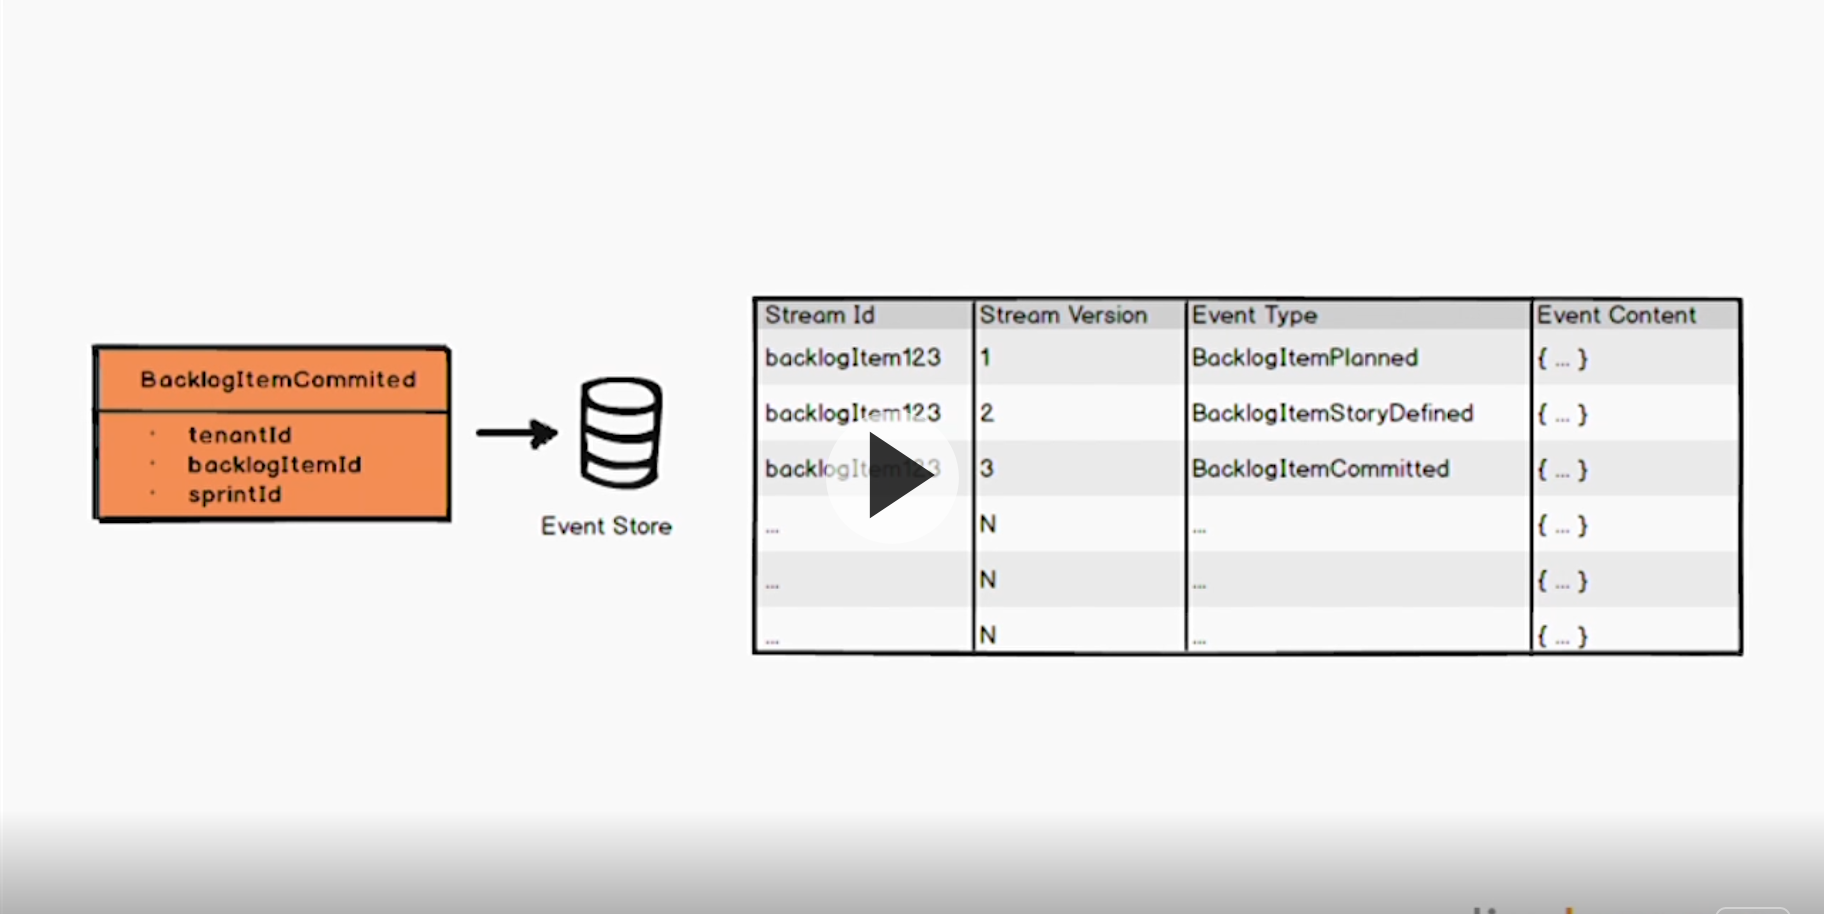 BacklogItemCommited
· tenantId
· backlogItemId
· sprintId
Event Store
Stream Id Stream Version Event Type Event Content
backlogItem123 1 BacklogItemPlanned { ... }
backlogItem123 2 BacklogItemStoryDefined { ... }
backlogItem123 3 BacklogItemCommitted { ... }
... N ... { ... }
... N ... { ... }
... N ... { ... }